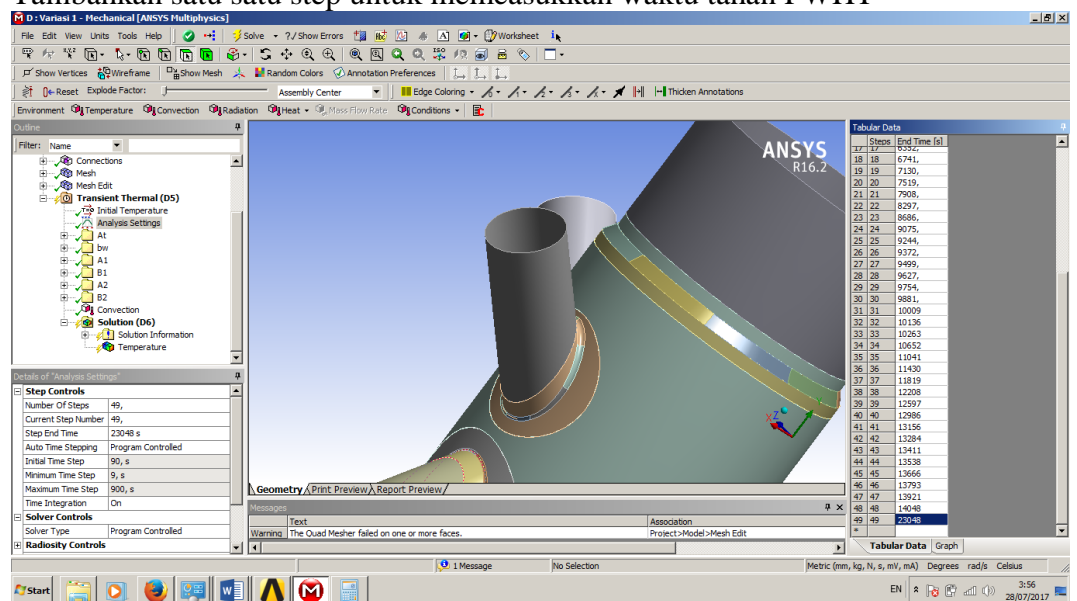 Tambahkan satu satu step untuk memeasukkan waktu tahan PWHT
D : Variasi 1 - Mechanical [ANSYS Multiphysics]
File Edit View Units Tools Help Solve ?/ Show Errors Worksheet
Show Vertices Wireframe Show Mesh Random Colors Annotation Preferences
Reset Explode Factor: Assembly Center Edge Coloring Thicken Annotations
Environment Temperature Convection Radiation Heat Mass Flow Rate Conditions
Outline
Filter: Name
Connections
Mesh
Mesh Edit
Transient Thermal (D5)
Initial Temperature
Analysis Settings
At
bw
A1
B1
A2
B2
Convection
Solution (D6)
Solution Information
Temperature
Details of "Analysis Settings"
Step Controls
Number Of Steps 49,
Current Step Number 49,
Step End Time 23048 s
Auto Time Stepping Program Controlled
Initial Time Step 90, s
Minimum Time Step 9, s
Maximum Time Step 900, s
Time Integration On
Solver Controls
Solver Type Program Controlled
Radiosity Controls
ANSYS
R16.2
X Z
Geometry Print Preview Report Preview
Messages
Text Association
Warning The Quad Mesher failed on one or more faces. Project>Model>Mesh Edit
Tabular Data
Steps End Time [s]
17 17 6352,
18 18 6741,
19 19 7130,
20 20 7519,
21 21 7908,
22 22 8297,
23 23 8686,
24 24 9075,
25 25 9244,
26 26 9372,
27 27 9499,
28 28 9627,
29 29 9754,
30 30 9881,
31 31 10009
32 32 10136
33 33 10263
34 34 10652
35 35 11041
36 36 11430
37 37 11819
38 38 12208
39 39 12597
40 40 12986
41 41 13156
42 42 13284
43 43 13411
44 44 13538
45 45 13666
46 46 13793
47 47 13921
48 48 14048
49 49 23048
*
Tabular Data Graph
1 Message No Selection Metric (mm, kg, N, s, mV, mA) Degrees rad/s Celsius
Start EN 3:56
28/07/2017